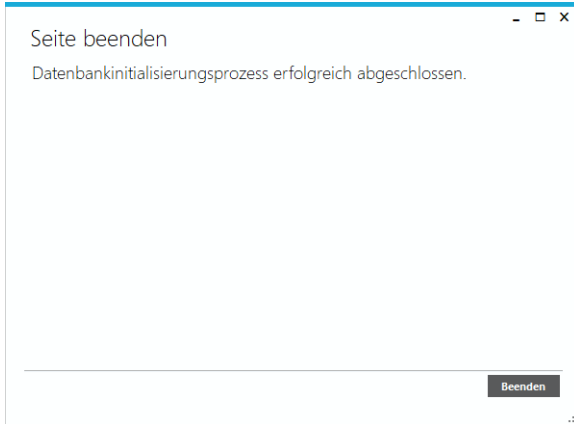 Seite beenden
Datenbankinitialisierungsprozess erfolgreich abgeschlossen.
Beenden